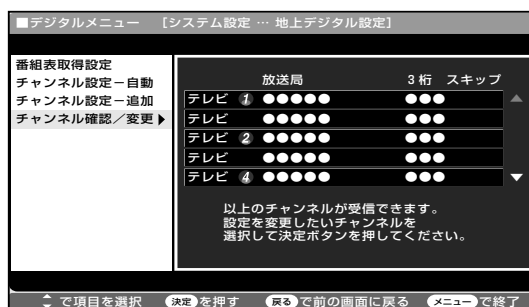 ■デジタルメニュー ［システム設定 … 地上デジタル設定］
番組表取得設定
チャンネル設定－自動
チャンネル設定－追加
チャンネル確認／変更▶
放送局 3桁 スキップ
テレビ 1 ●●●●● ●●●
テレビ ●●●●● ●●●
テレビ 2 ●●●●● ●●●
テレビ ●●●●● ●●●
テレビ 4 ●●●●● ●●●
以上のチャンネルが受信できます。
設定を変更したいチャンネルを
選択して決定ボタンを押してください。
で項目を選択 決定を押す 戻るで前の画面に戻る メニューで終了